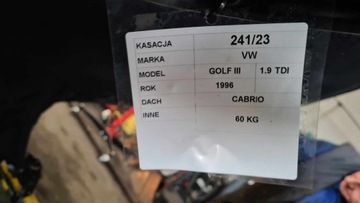 KASACJA 241/23
MARKA VW
MODEL GOLF III 1.9 TDI
ROK 1996
DACH CABRIO
INNE 60 KG